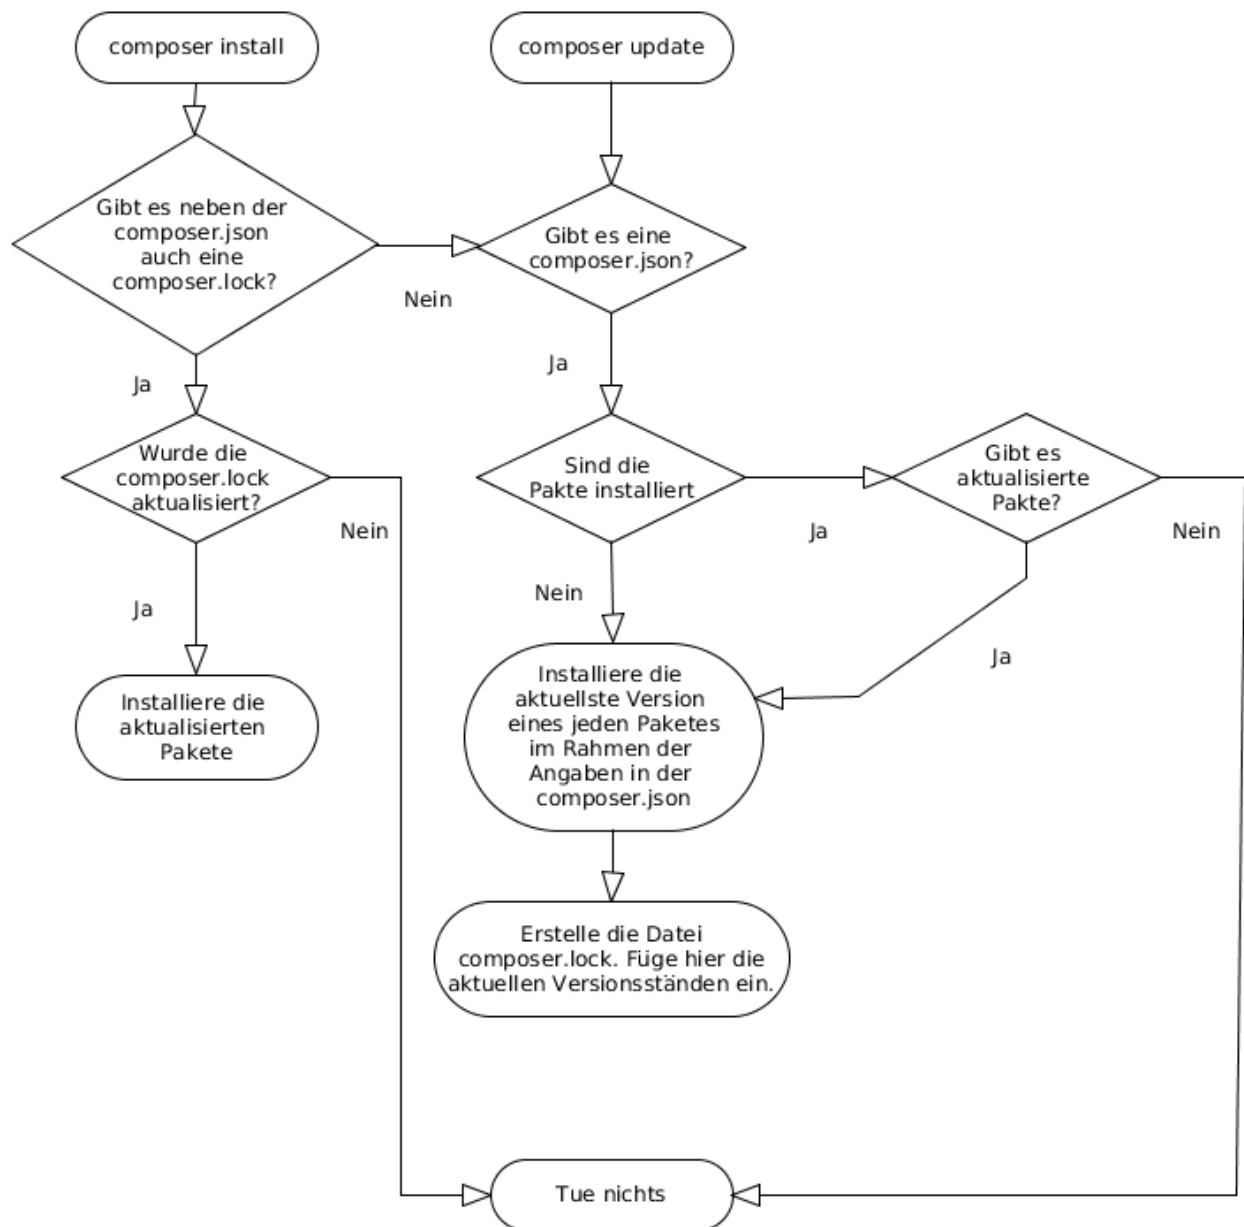 composer install
composer update
Gibt es neben der
composer.json
auch eine
composer.lock?
Gibt es eine
composer.json?
Nein
Ja
Ja
Wurde die
composer.lock
aktualisiert?
Sind die
Pakte installiert
Gibt es
aktualisierte
Pakte?
Nein
Ja
Nein
Nein
Ja
Ja
Installiere die
aktualisierten
Pakete
Installiere die
aktuellste Version
eines jeden Paketes
im Rahmen der
Angaben in der
composer.json
Erstelle die Datei
composer.lock. Füge hier die
aktuellen Versionsständen ein.
Tue nichts